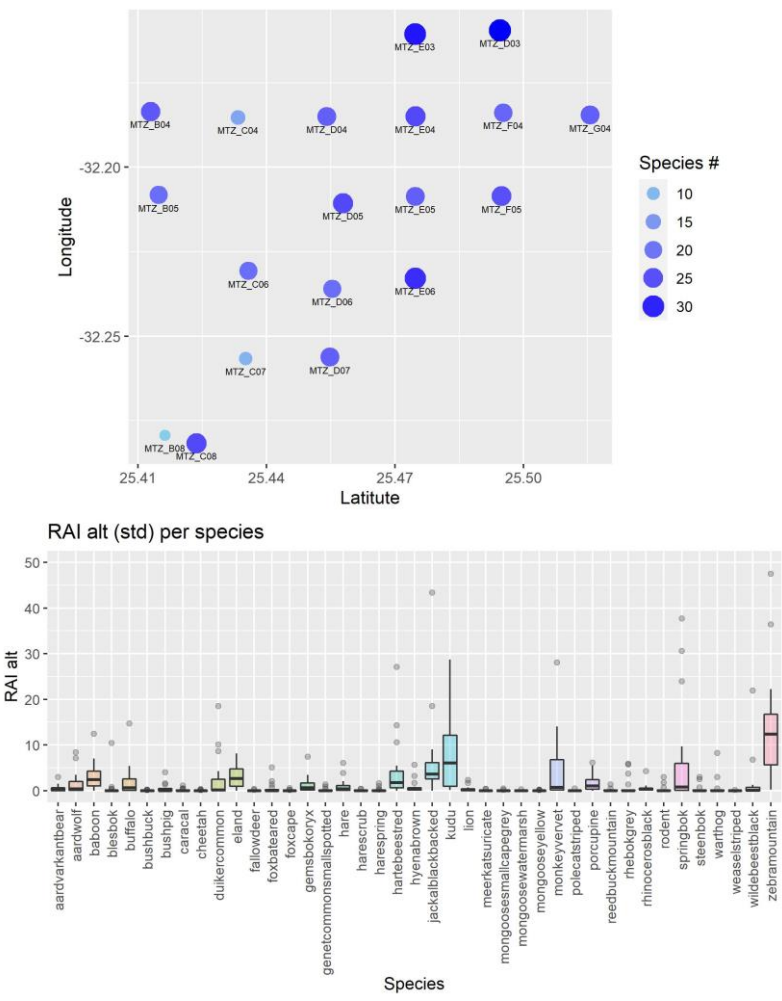 MTZ_E03
MTZ_D03
MTZ_B04
MTZ_C04
MTZ_D04
MTZ_E04
MTZ_F04
MTZ_G04
-32.20
MTZ_B05
MTZ_D05
MTZ_E05
MTZ_F05
MTZ_C06
MTZ_D06
MTZ_E06
-32.25
MTZ_C07
MTZ_D07
MTZ_B08
MTZ_C08
Longitude
25.41 25.44 25.47 25.50
Latitute
Species #
10
15
20
25
30
RAI alt (std) per species
50
40
30
20
10
0
RAI alt
aardvarkantbear
aardwolf
baboon
blesbok
buffalo
bushbuck
bushpig
caracal
cheetah
duikercommon
eland
fallowdeer
foxbateared
foxcape
gemsbokoryx
genetcommonsmallspotted
hare
harescrub
harespring
hartebeestred
hyenabrown
jackalblackbacked
kudu
lion
meerkatsuricate
mongoosesmallcapegrey
mongoosewatermarsh
mongooseyellow
monkeyvervet
polecatstriped
porcupine
reedbuckmountain
rhebokgrey
rhinocerosblack
rodent
springbok
steenbok
warthog
weaselstriped
wildebeestblack
zebramountain
Species